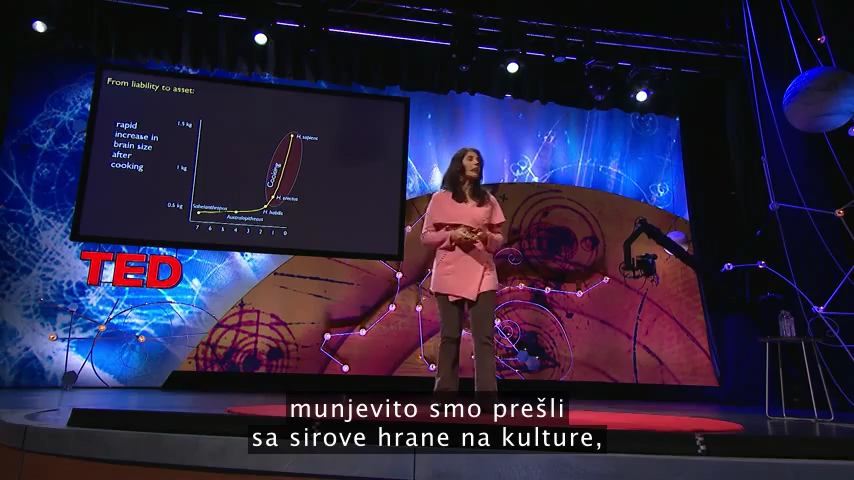 From liability to asset:
rapid
increase in
brain size
after
cooking
1.5 kg
1 kg
0.5 kg
H. sapiens
Cooking
H. erectus
H. habilis
Sahelanthropus
Australopithecus
7 6 5 4 3 2 1 0
TED
munjevito smo prešli
sa sirove hrane na kulture,